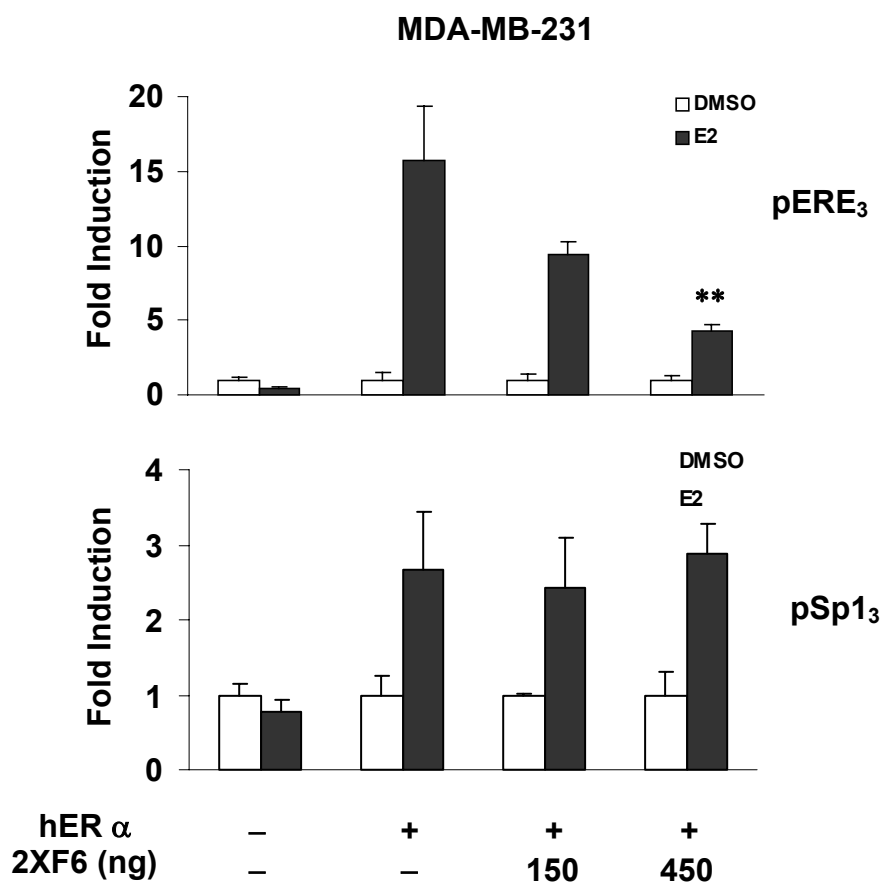 MDA-MB-231
20
15
10
5
0
Fold Induction
DMSO
E2
**
pERE3
4
3
2
1
0
Fold Induction
DMSO
E2
pSp13
hER α – + + +
2XF6 (ng) – – 150 450